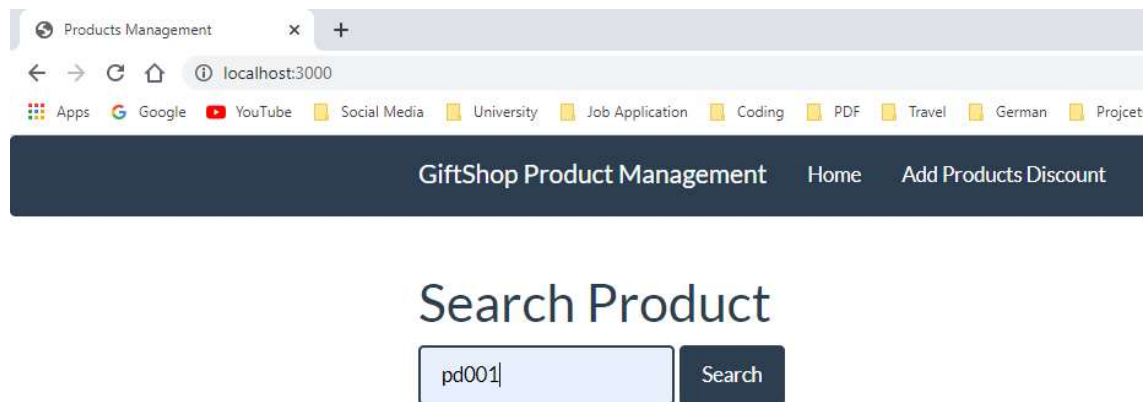 Products Management
localhost:3000
Apps Google YouTube Social Media University Job Application Coding PDF Travel German Projcet
GiftShop Product Management Home Add Products Discount
Search Product
pd001 Search